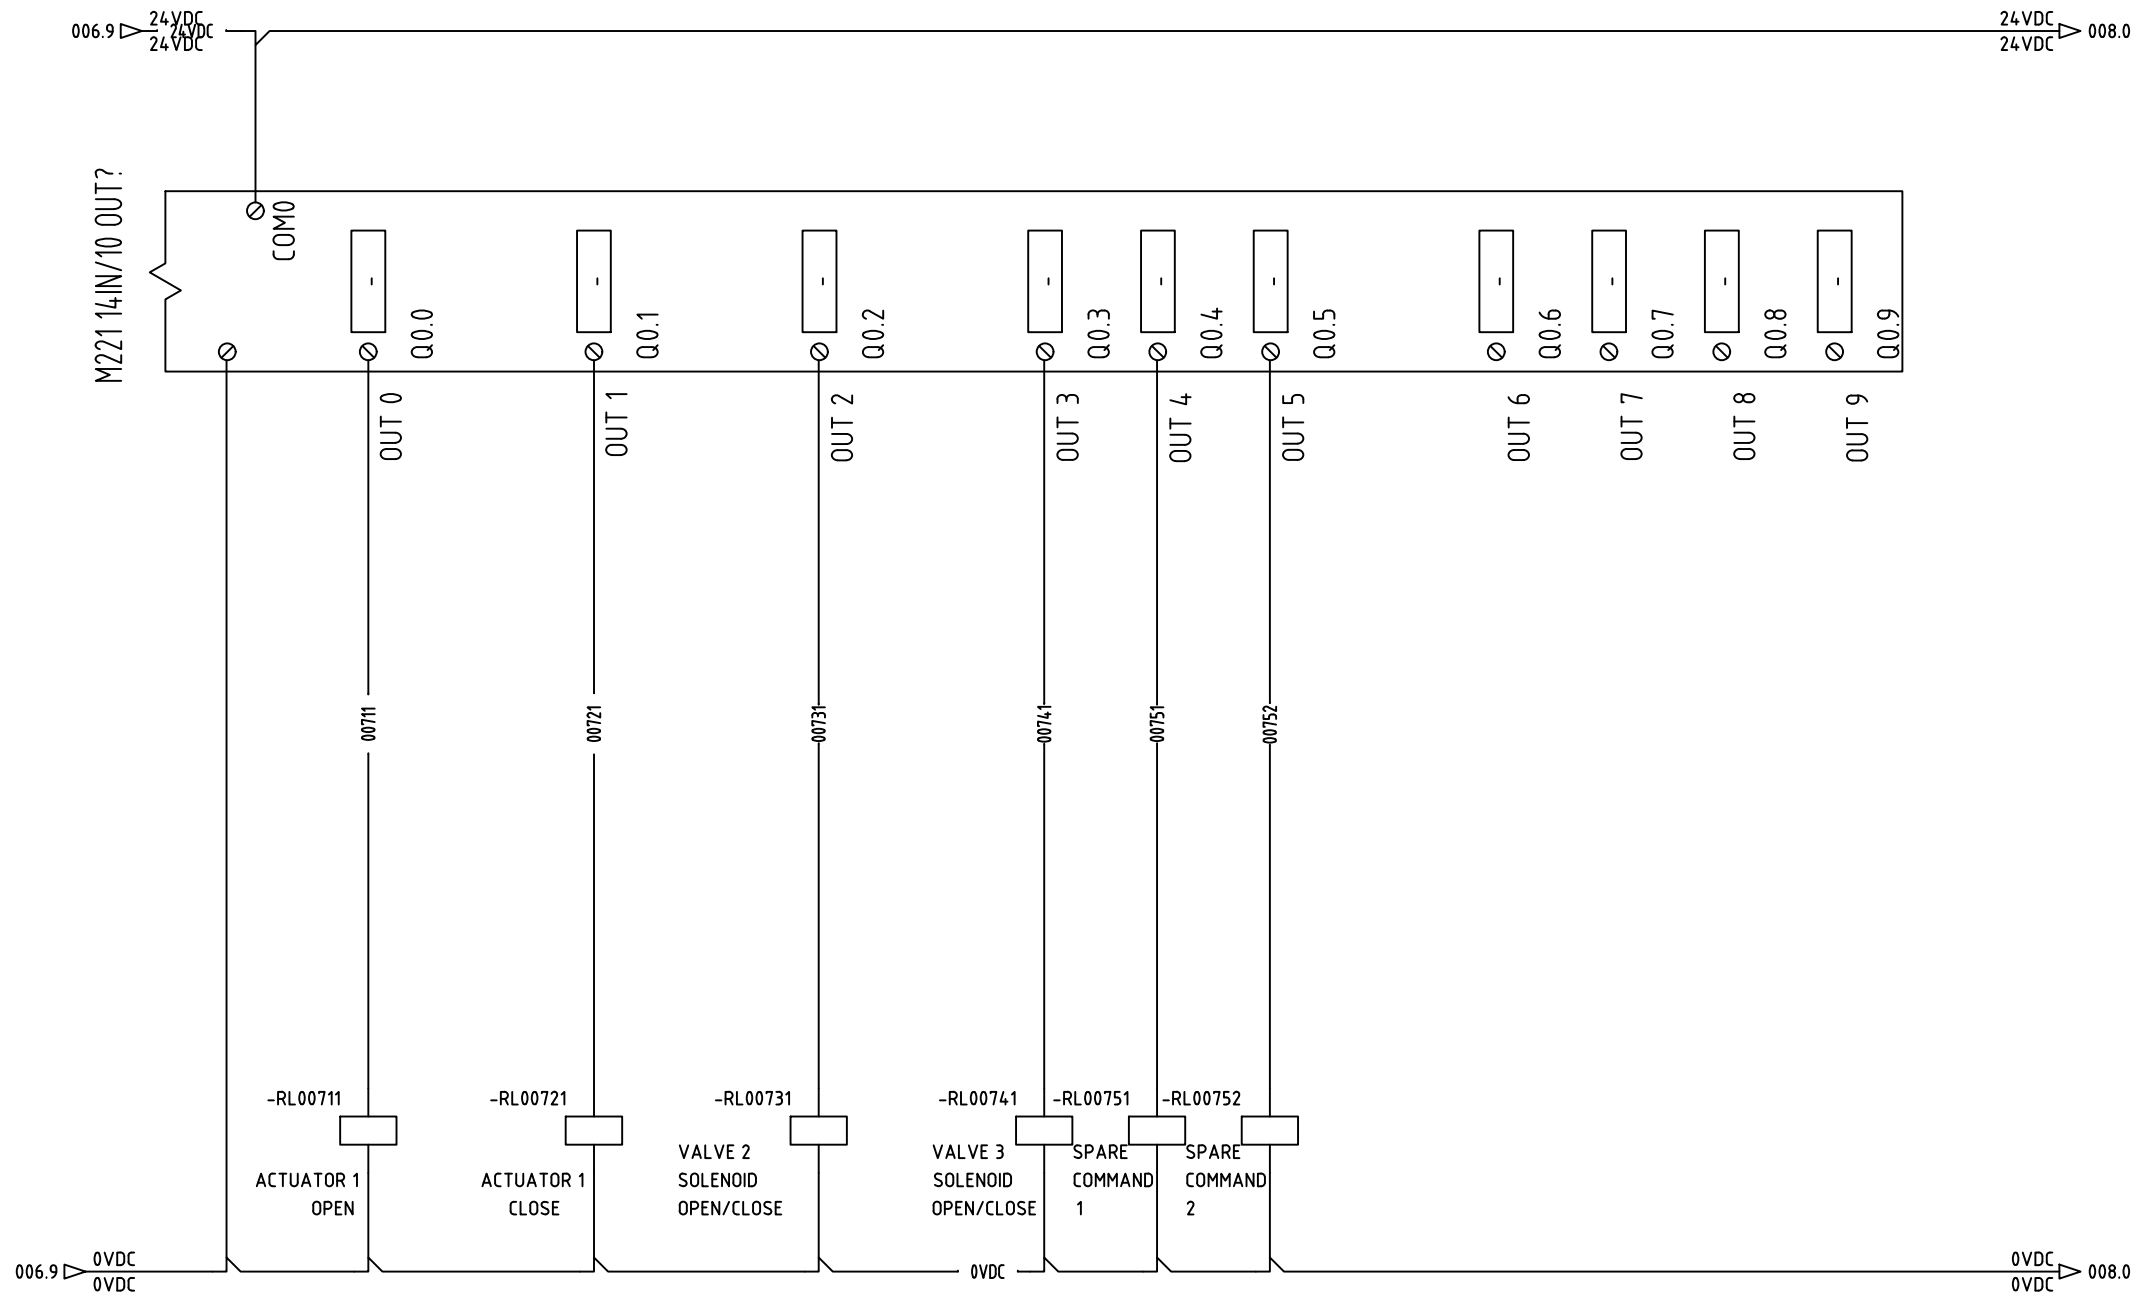 24VDC
006.9
24VDC
24VDC
24VDC
24VDC
008.0
M221 14IN/10 OUT?
COM0
Q0.0
Q0.1
Q0.2
Q0.3
Q0.4
Q0.5
Q0.6
Q0.7
Q0.8
Q0.9
OUT 0
OUT 1
OUT 2
OUT 3
OUT 4
OUT 5
OUT 6
OUT 7
OUT 8
OUT 9
00711
00721
00731
00741
00751
00752
-RL00711
-RL00721
-RL00731
-RL00741
-RL00751
-RL00752
ACTUATOR 1
OPEN
ACTUATOR 1
CLOSE
VALVE 2
SOLENOID
OPEN/CLOSE
VALVE 3
SOLENOID
OPEN/CLOSE
SPARE
COMMAND
1
SPARE
COMMAND
2
0VDC
006.9
0VDC
0VDC
0VDC
008.0
0VDC